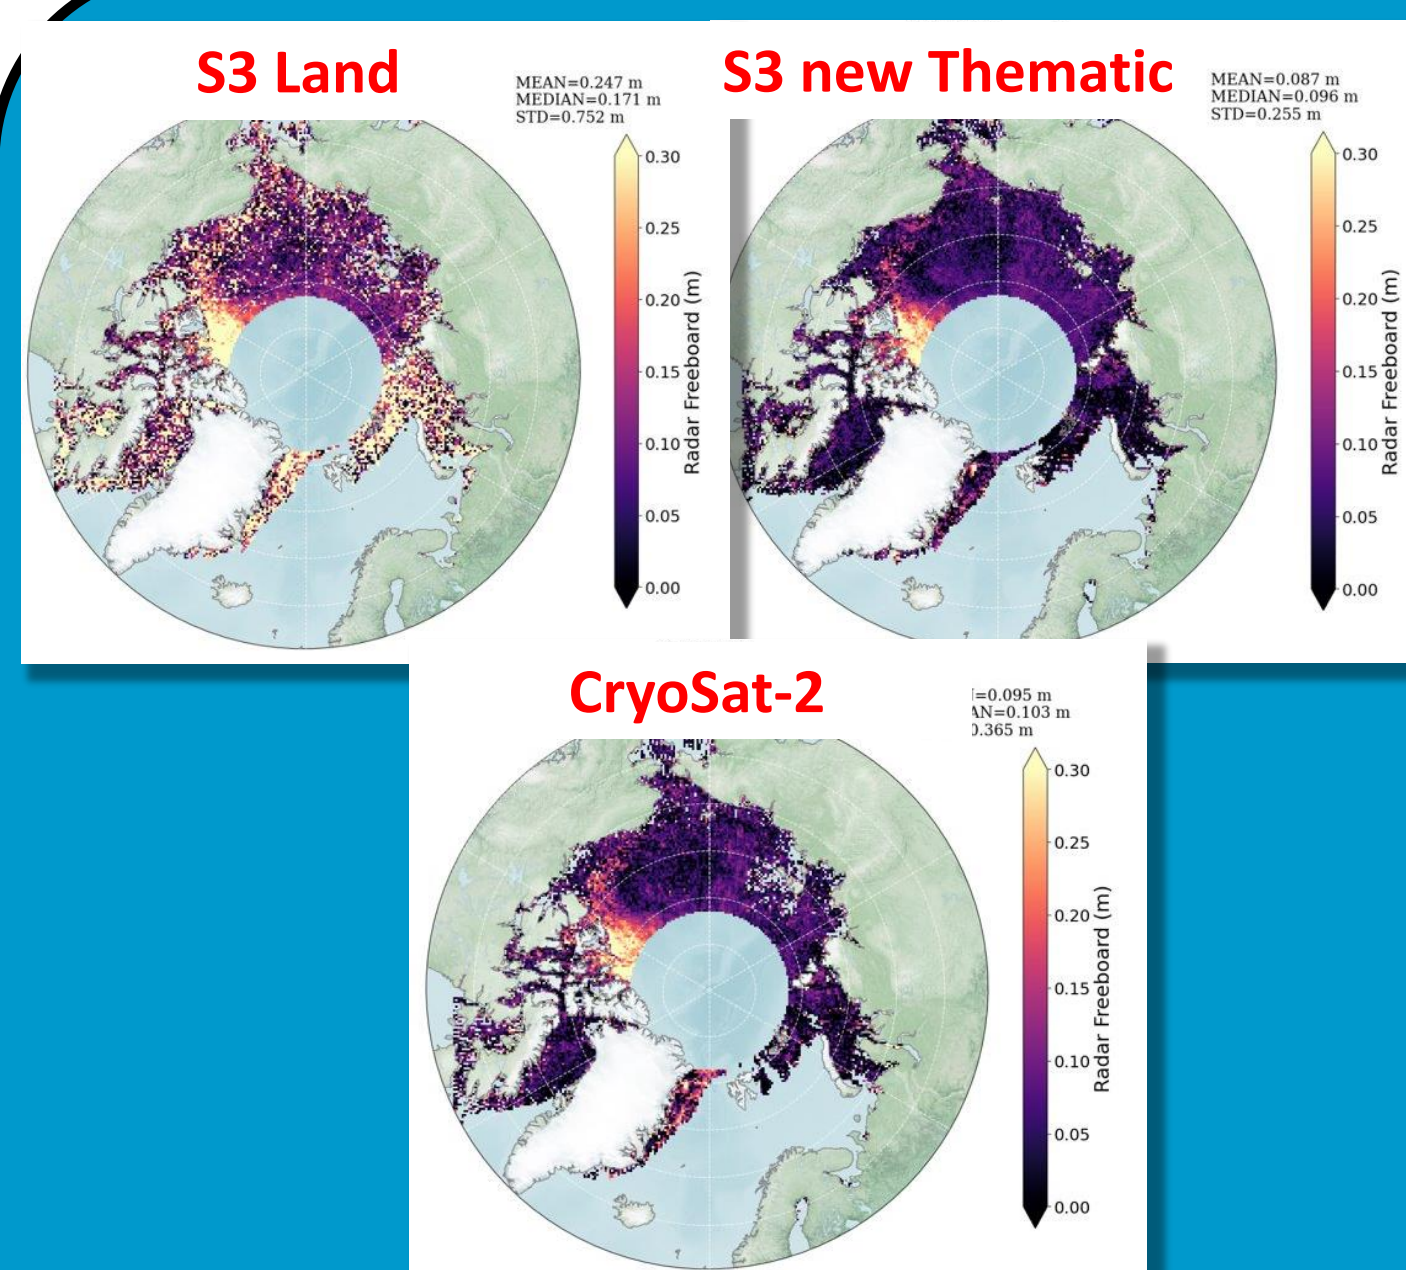 S3 Land
MEAN=0.247 m
MEDIAN=0.171 m
STD=0.752 m
0.30
0.25
0.20
0.15
0.10
0.05
0.00
Radar Freeboard (m)
S3 new Thematic
MEAN=0.087 m
MEDIAN=0.096 m
STD=0.255 m
0.30
0.25
0.20
0.15
0.10
0.05
0.00
Radar Freeboard (m)
CryoSat-2
=0.095 m
AN=0.103 m
0.365 m
0.30
0.25
0.20
0.15
0.10
0.05
0.00
Radar Freeboard (m)